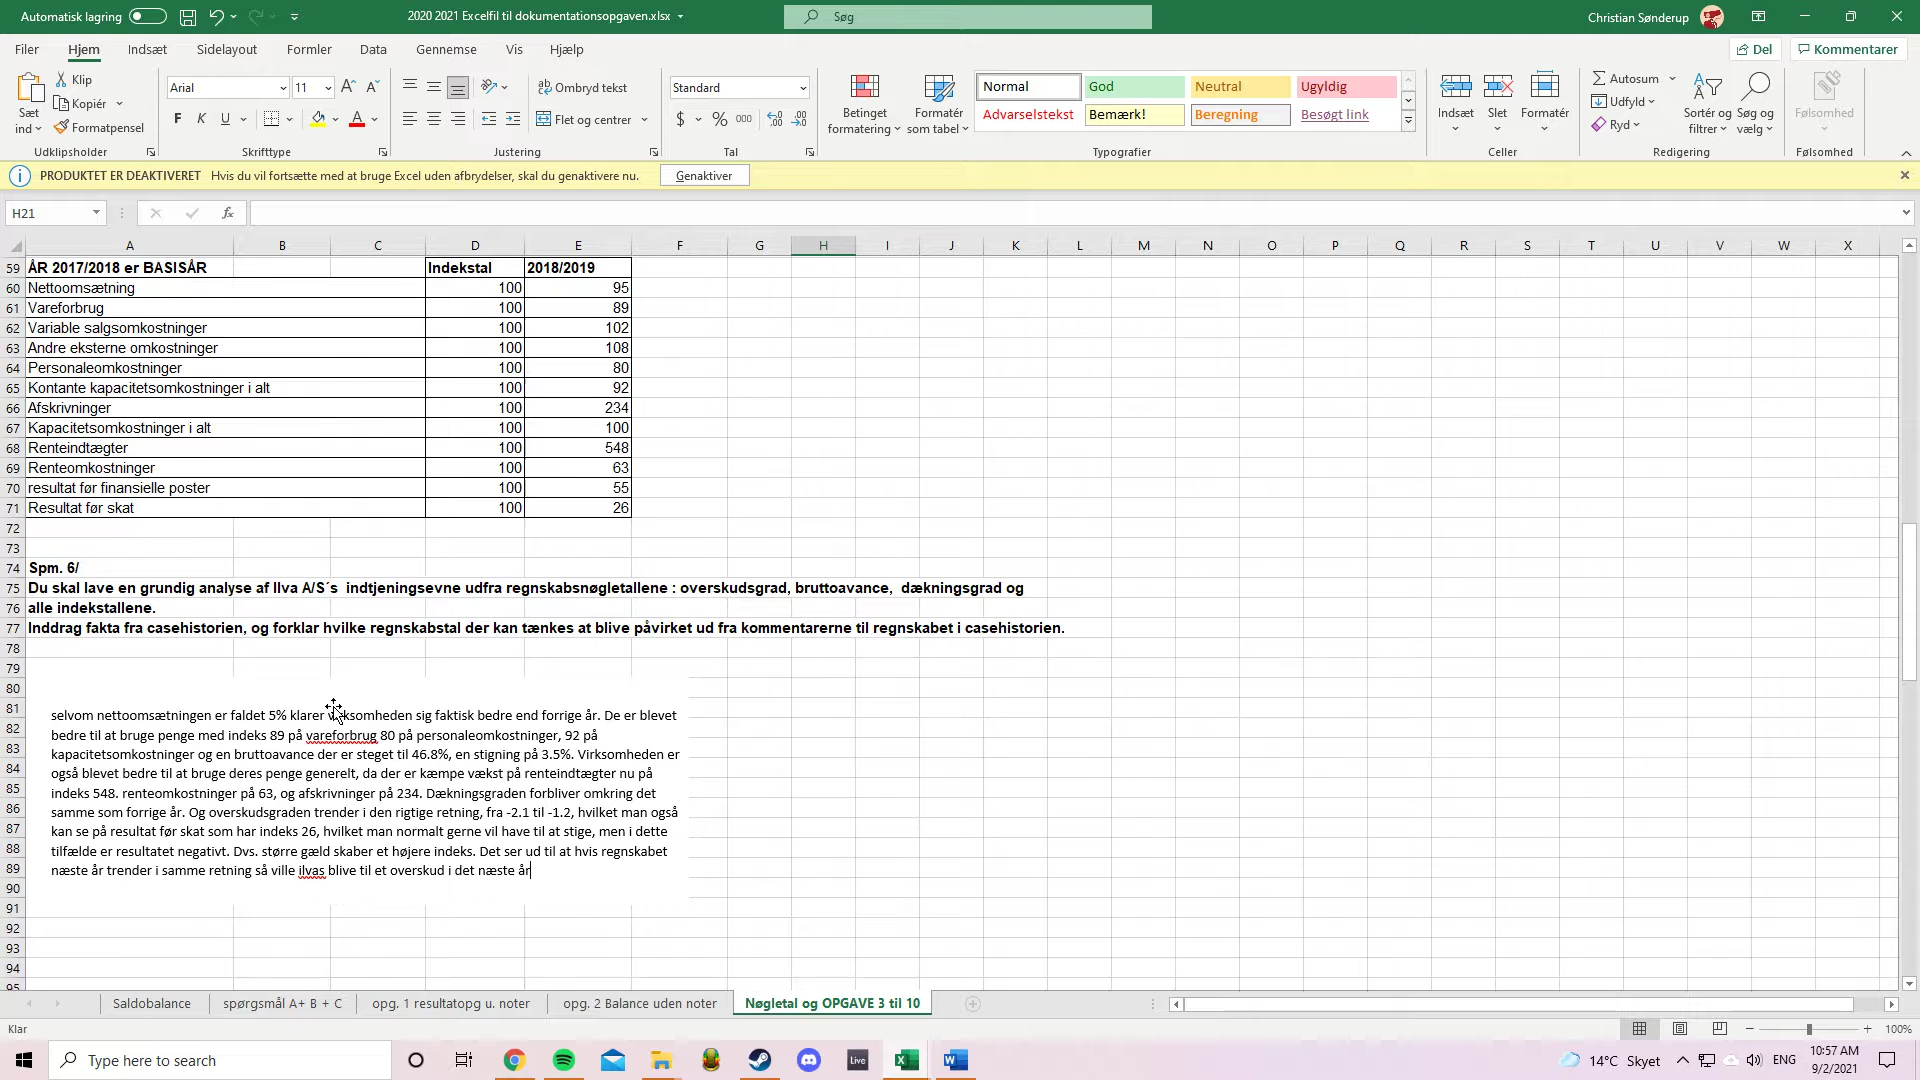 Automatisk lagring
2020 2021 Excelfil til dokumentationsopgaven.xlsx
Søg
Christian Sønderup
Filer Hjem Indsæt Sidelayout Formler Data Gennemse Vis Hjælp
Del Kommentarer
Sæt ind
Klip
Kopiér
Formatpensel
Udklipsholder
Arial 11
F K U
Skrifttype
Ombryd tekst
Flet og centrer
Justering
Standard
$ % 000
Tal
Betinget formatering
Formatér som tabel
Normal God Neutral Ugyldig
Advarselstekst Bemærk! Beregning Besøgt link
Typografier
Indsæt Slet Formatér
Celler
Autosum
Udfyld
Ryd
Sortér og filtrer
Søg og vælg
Redigering
Følsomhed
Følsomhed
PRODUKTET ER DEAKTIVERET Hvis du vil fortsætte med at bruge Excel uden afbrydelser, skal du genaktivere nu. Genaktiver
H21 fx
A B C D E F G H I J K L M N O P Q R S T U V W X
59 ÅR 2017/2018 er BASISÅR Indekstal 2018/2019
60 Nettoomsætning 100 95
61 Vareforbrug 100 89
62 Variable salgsomkostninger 100 102
63 Andre eksterne omkostninger 100 108
64 Personaleomkostninger 100 80
65 Kontante kapacitetsomkostninger i alt 100 92
66 Afskrivninger 100 234
67 Kapacitetsomkostninger i alt 100 100
68 Renteindtægter 100 548
69 Renteomkostninger 100 63
70 resultat før finansielle poster 100 55
71 Resultat før skat 100 26
72
73
74 Spm. 6/
75 Du skal lave en grundig analyse af Ilva A/S´s indtjeningsevne udfra regnskabsnøgletallene : overskudsgrad, bruttoavance, dækningsgrad og
76 alle indekstallene.
77 Inddrag fakta fra casehistorien, og forklar hvilke regnskabstal der kan tænkes at blive påvirket ud fra kommentarerne til regnskabet i casehistorien.
78
79
80
81
82
83
84
85
86
87
88
89
90
91
92
93
94
95
selvom nettoomsætningen er faldet 5% klarer virksomheden sig faktisk bedre end forrige år. De er blevet
bedre til at bruge penge med indeks 89 på vareforbrug 80 på personaleomkostninger, 92 på
kapacitetsomkostninger og en bruttoavance der er steget til 46.8%, en stigning på 3.5%. Virksomheden er
også blevet bedre til at bruge deres penge generelt, da der er kæmpe vækst på renteindtægter nu på
indeks 548. renteomkostninger på 63, og afskrivninger på 234. Dækningsgraden forbliver omkring det
samme som forrige år. Og overskudsgraden trender i den rigtige retning, fra -2.1 til -1.2, hvilket man også
kan se på resultat før skat som har indeks 26, hvilket man normalt gerne vil have til at stige, men i dette
tilfælde er resultatet negativt. Dvs. større gæld skaber et højere indeks. Det ser ud til at hvis regnskabet
næste år trender i samme retning så ville ilvas blive til et overskud i det næste år
Saldobalance spørgsmål A+ B + C opg. 1 resultatopg u. noter opg. 2 Balance uden noter Nøgletal og OPGAVE 3 til 10
Klar
100%
Type here to search
Live
14°C Skyet
ENG
10:57 AM
9/2/2021